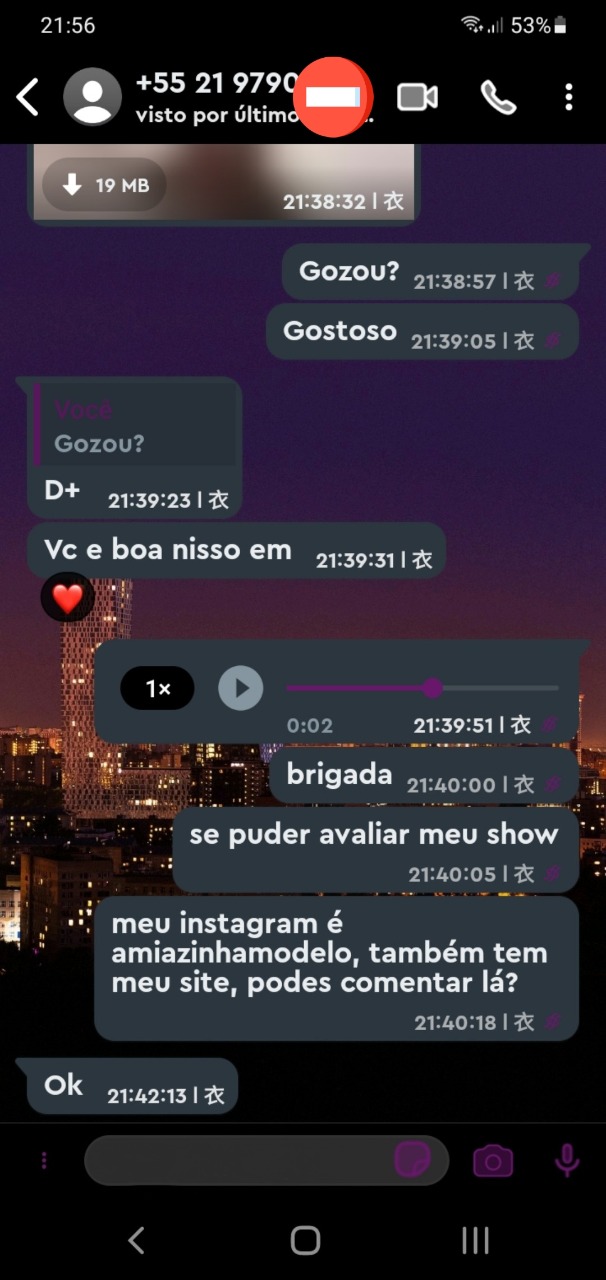 21:56
53%
+55 21 9790
visto por último
19 MB
21:38:32 | 衣
Gozou? 21:38:57 | 衣
Gostoso 21:39:05 | 衣
Você
Gozou?
D+ 21:39:23 | 衣
Vc e boa nisso em 21:39:31 | 衣
1×
0:02 21:39:51 | 衣
brigada 21:40:00 | 衣
se puder avaliar meu show
21:40:05 | 衣
meu instagram é
amiazinhamodelo, também tem
meu site, podes comentar lá?
21:40:18 | 衣
Ok 21:42:13 | 衣